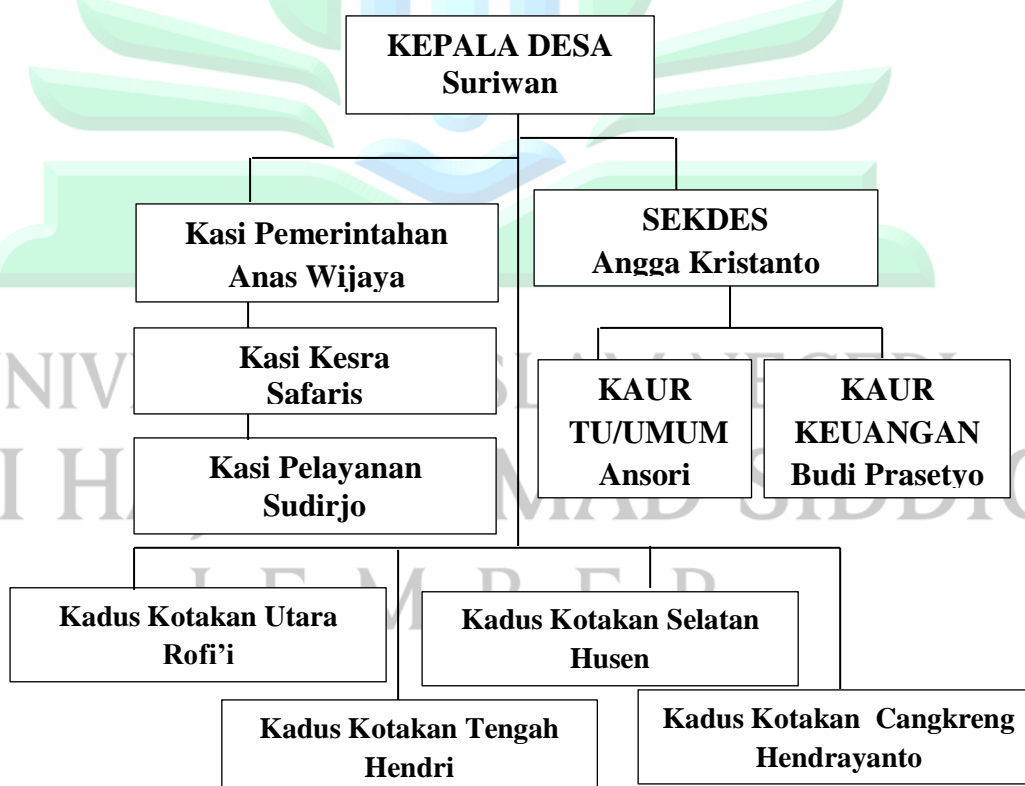 KEPALA DESA
Suriwan
Kasi Pemerintahan
Anas Wijaya
SEKDES
Angga Kristanto
Kasi Kesra
Safaris
KAUR
TU/UMUM
Ansori
KAUR
KEUANGAN
Budi Prasetyo
Kasi Pelayanan
Sudirjo
J E M B E R
Kadus Kotakan Utara
Rofi’i
Kadus Kotakan Selatan
Husen
Kadus Kotakan Tengah
Hendri
Kadus Kotakan Cangkreng
Hendrayanto